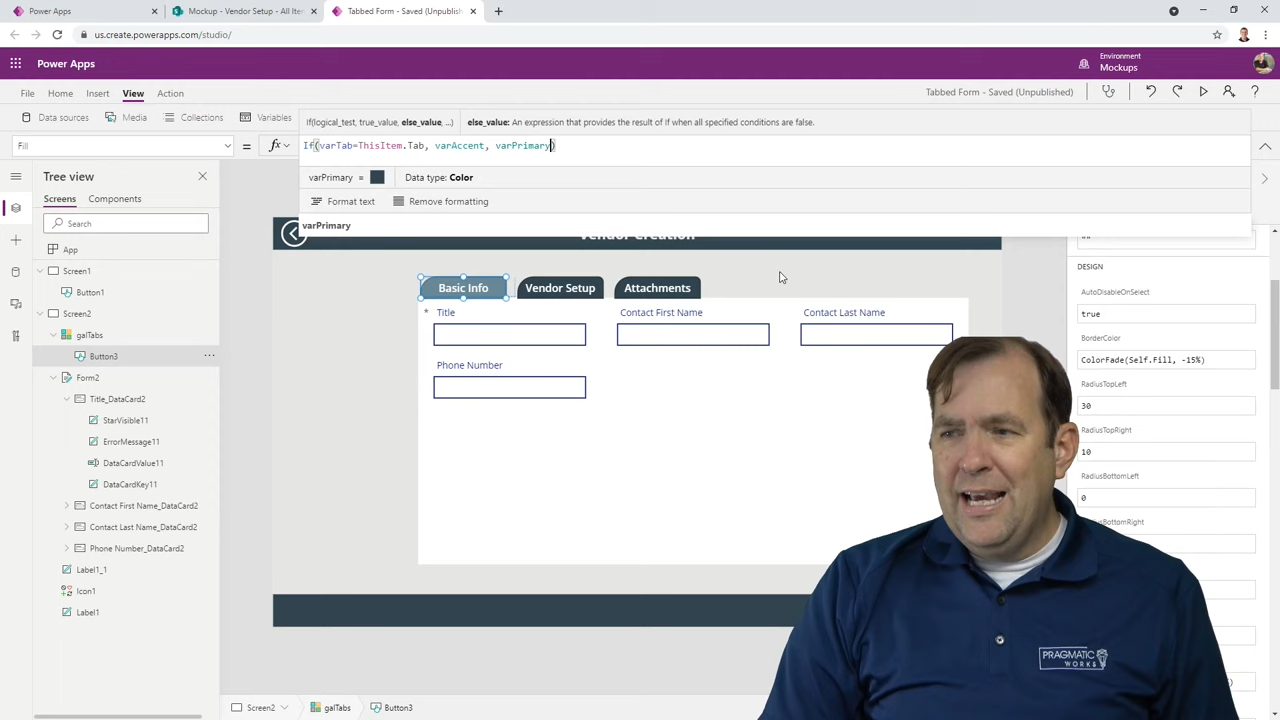 Power Apps
Mockup - Vendor Setup - All Ite
Tabbed Form - Saved (Unpublish
us.create.powerapps.com/studio/
Power Apps
Environment
Mockups
File
Home
Insert
View
Action
Tabbed Form - Saved (Unpublished)
Data sources
Media
Collections
Variables
If(logical_test, true_value, else_value, ...)
else_value: An expression that provides the result of If when all specified conditions are false.
Fill
=
fx
If(varTab=ThisItem.Tab, varAccent, varPrimary)
varPrimary =
Data type: Color
Format text
Remove formatting
varPrimary
Tree view
Screens
Components
Search
App
Screen1
Button1
Screen2
galTabs
Button3
Form2
Title_DataCard2
StarVisible11
ErrorMessage11
DataCardValue11
DataCardKey11
Contact First Name_DataCard2
Contact Last Name_DataCard2
Phone Number_DataCard2
Label1_1
Icon1
Label1
Vendor Creation
Basic Info
Vendor Setup
Attachments
* Title
Contact First Name
Contact Last Name
Phone Number
DESIGN
AutoDisableOnSelect
true
BorderColor
ColorFade(Self.Fill, -15%)
RadiusTopLeft
30
RadiusTopRight
10
RadiusBottomLeft
0
PRAGMATIC
WORKS
Screen2
galTabs
Button3